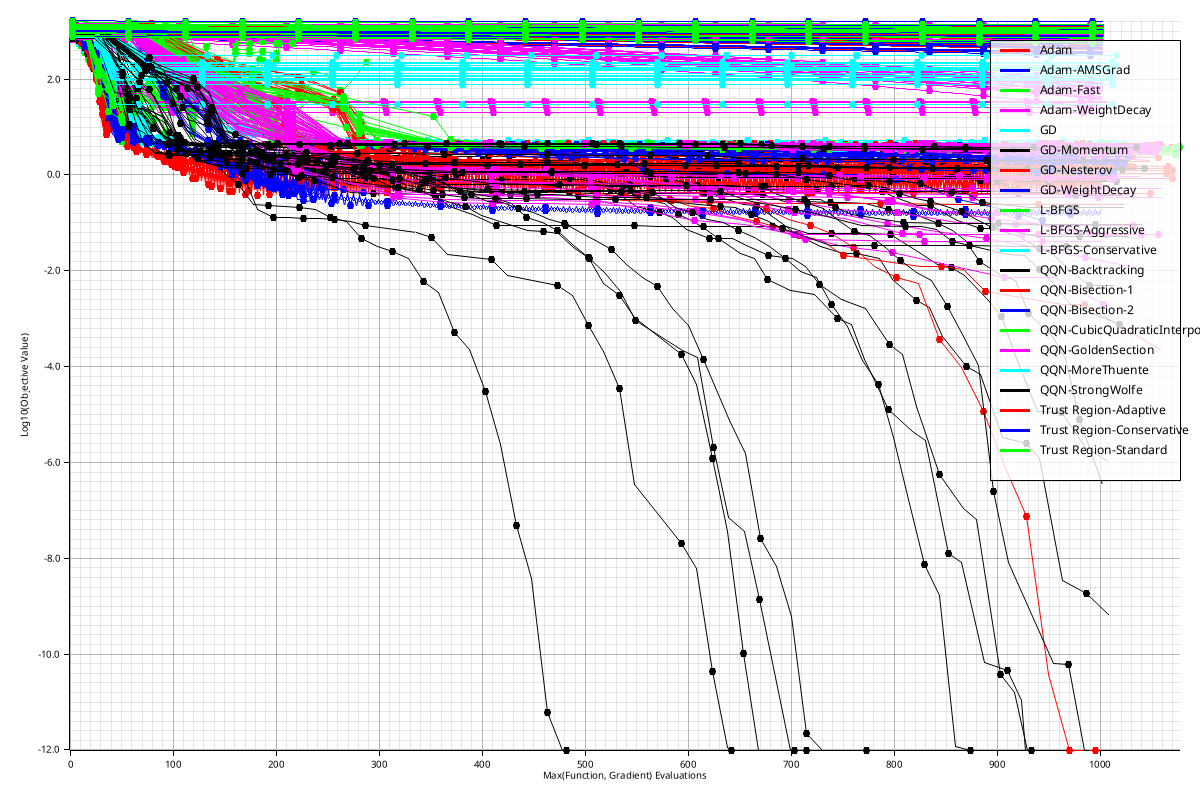 2.0
0.0
-2.0
-4.0
-6.0
-8.0
-10.0
-12.0
Log10(Objective Value)
0 100 200 300 400 500 600 700 800 900 1000
Max(Function, Gradient) Evaluations
Adam
Adam-AMSGrad
Adam-Fast
Adam-WeightDecay
GD
GD-Momentum
GD-Nesterov
GD-WeightDecay
L-BFGS
L-BFGS-Aggressive
L-BFGS-Conservative
QQN-Backtracking
QQN-Bisection-1
QQN-Bisection-2
QQN-CubicQuadraticInterpo
QQN-GoldenSection
QQN-MoreThuente
QQN-StrongWolfe
Trust Region-Adaptive
Trust Region-Conservative
Trust Region-Standard